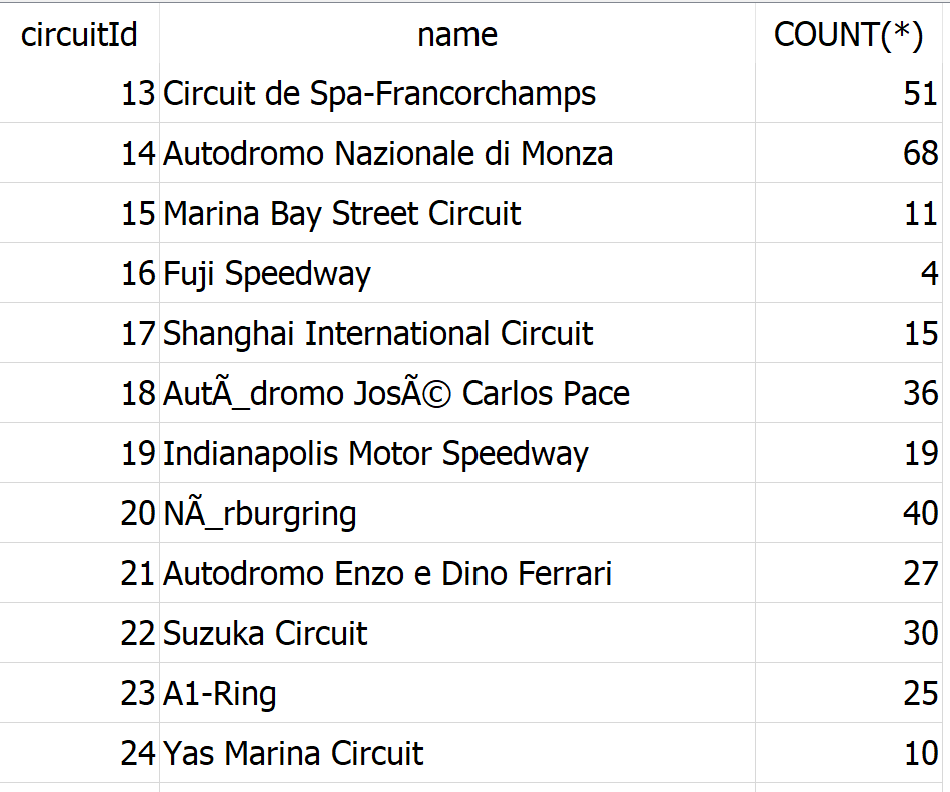 circuitId name COUNT(*)
13 Circuit de Spa-Francorchamps 51
14 Autodromo Nazionale di Monza 68
15 Marina Bay Street Circuit 11
16 Fuji Speedway 4
17 Shanghai International Circuit 15
18 AutÃ_dromo JosÃ© Carlos Pace 36
19 Indianapolis Motor Speedway 19
20 NÃ_rburgring 40
21 Autodromo Enzo e Dino Ferrari 27
22 Suzuka Circuit 30
23 A1-Ring 25
24 Yas Marina Circuit 10